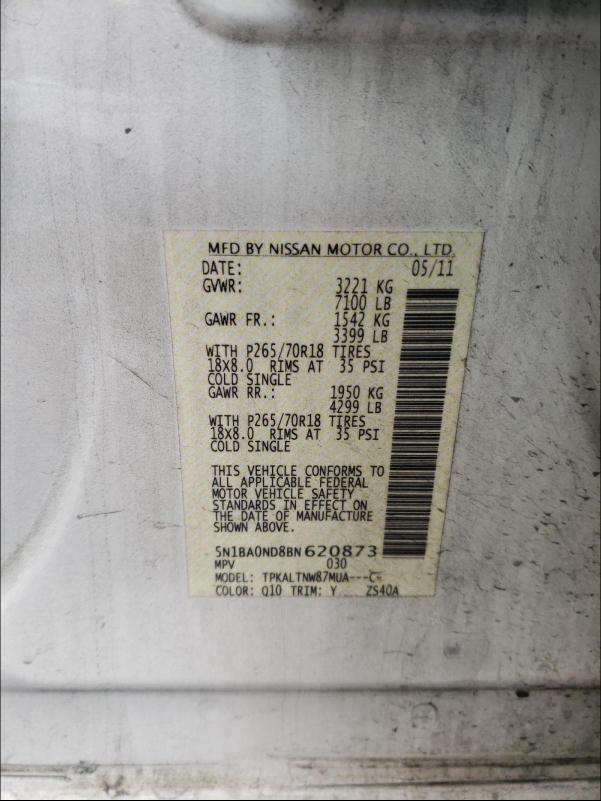 MFD BY NISSAN MOTOR CO., LTD.
DATE: 05/11
GVWR: 3221 KG
7100 LB
GAWR FR.: 1542 KG
3399 LB
WITH P265/70R18 TIRES
18X8.0 RIMS AT 35 PSI
COLD SINGLE
GAWR RR.: 1950 KG
4299 LB
WITH P265/70R18 TIRES
18X8.0 RIMS AT 35 PSI
COLD SINGLE
THIS VEHICLE CONFORMS TO
ALL APPLICABLE FEDERAL
MOTOR VEHICLE SAFETY
STANDARDS IN EFFECT ON
THE DATE OF MANUFACTURE
SHOWN ABOVE.
5N1BA0ND8BN620873
MPV 030
MODEL: TPKALTNW87MUA---C-
COLOR: Q10 TRIM: Y ZS40A